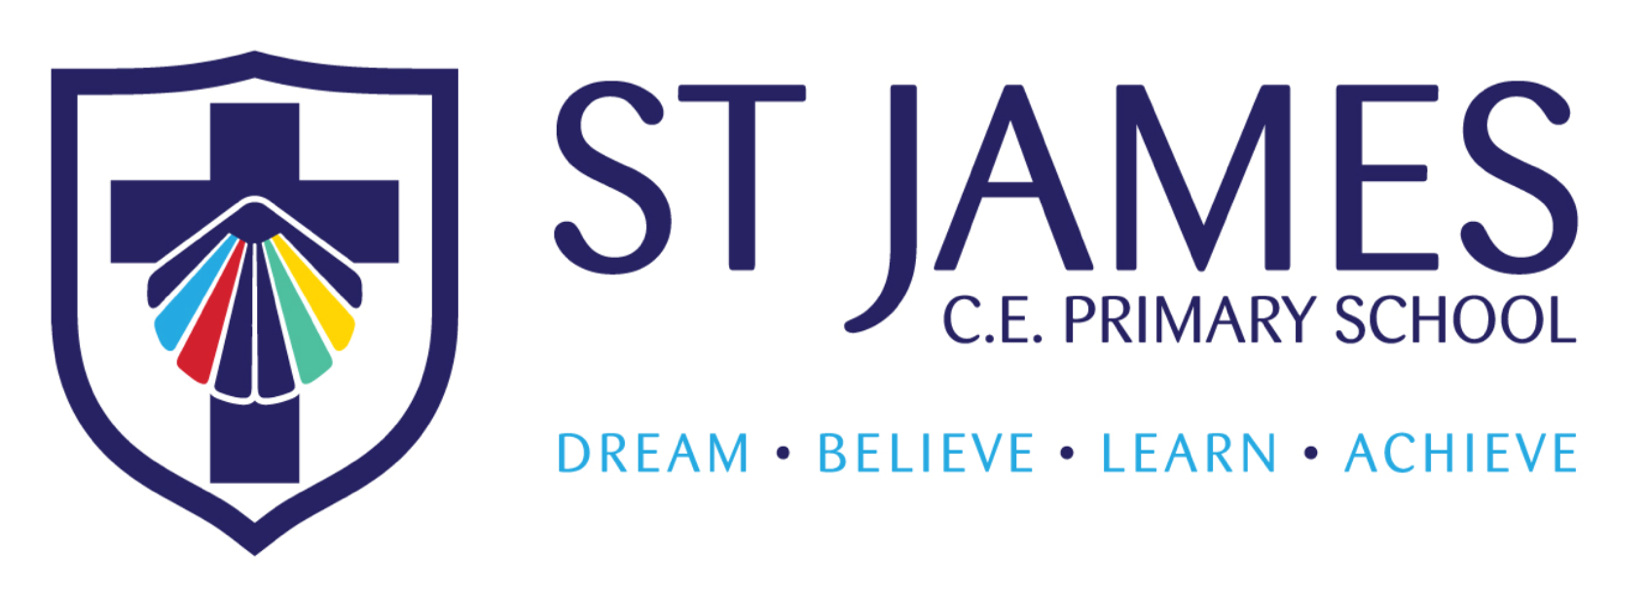 ST JAMES
C.E. PRIMARY SCHOOL
DREAM • BELIEVE • LEARN • ACHIEVE